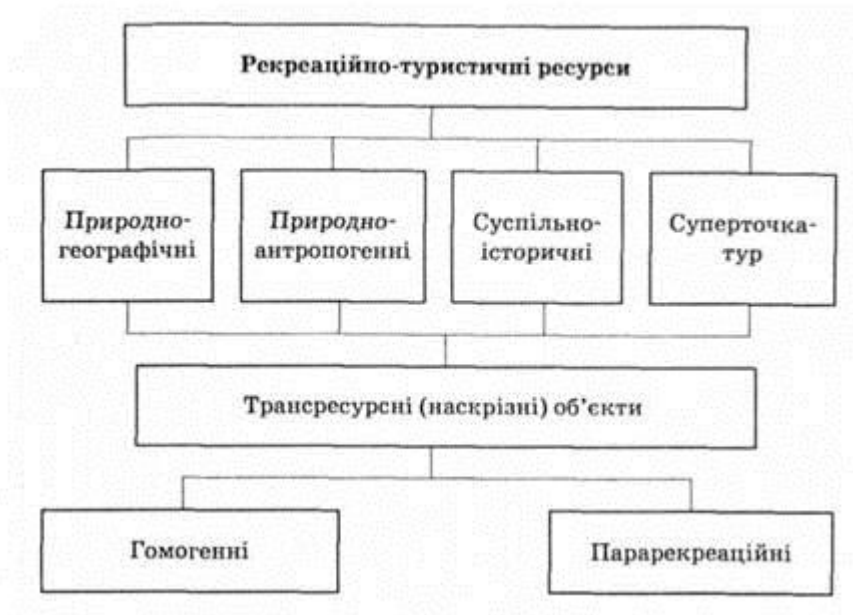 Рекреаційно-туристичні ресурси
Природно-
географічні
Природно-
антропогенні
Суспільно-
історичні
Суперточка-
тур
Трансресурсні (наскрізні) об’єкти
Гомогенні
Парарекреаційні